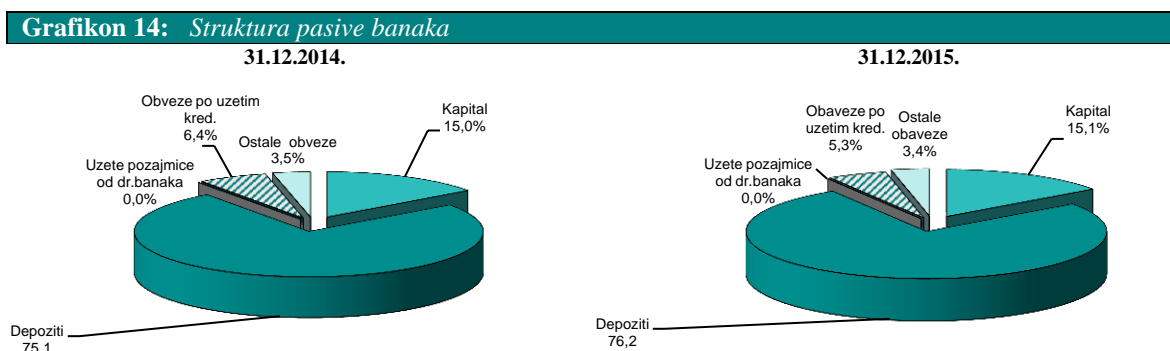 Grafikon 14: Struktura pasive banaka
31.12.2014.
Obveze po uzetim
kred.
6,4%
Ostale obveze
3,5%
Kapital
15,0%
Uzete pozajmice
od dr.banaka
0,0%
Depoziti
75,1
31.12.2015.
Obaveze po
uzetim kred.
5,3%
Ostale
obaveze
3,4%
Kapital
15,1%
Uzete pozajmice
od dr.banaka
0,0%
Depoziti
76,2